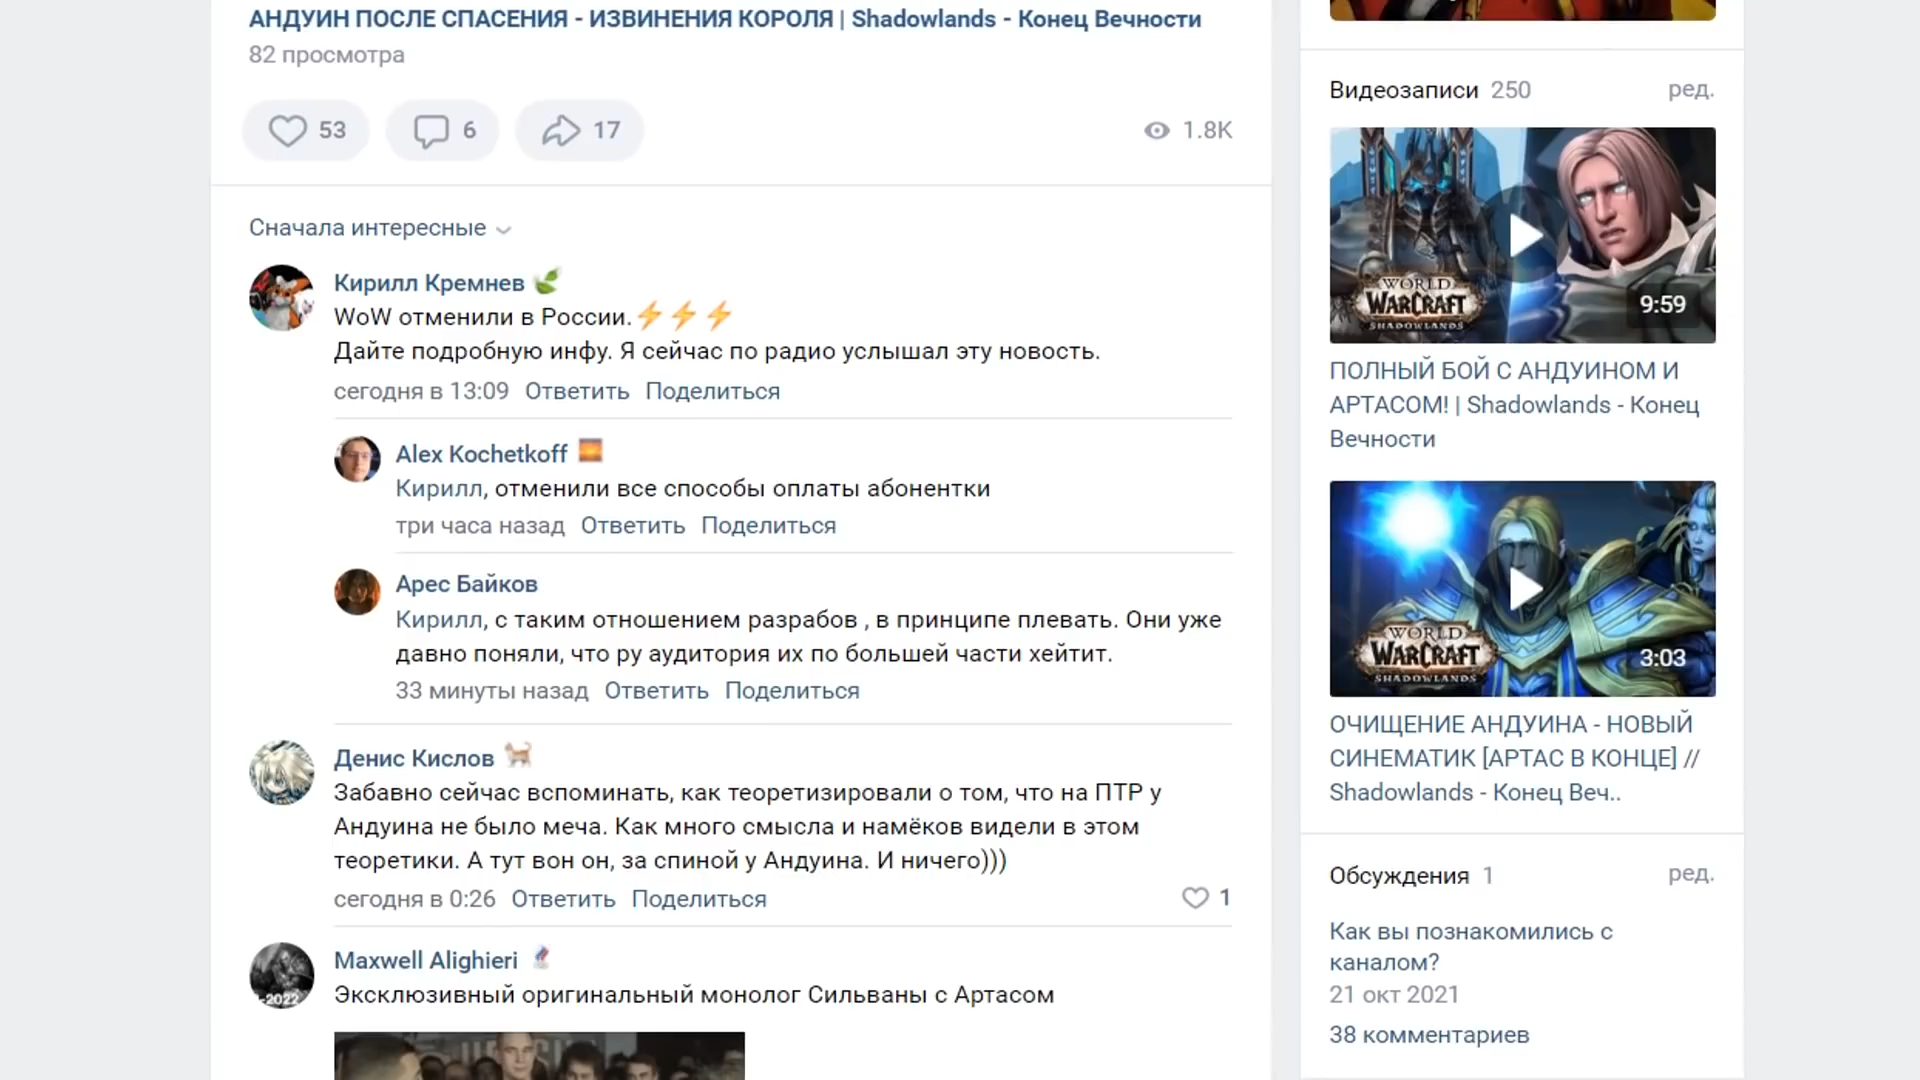 АНДУИН ПОСЛЕ СПАСЕНИЯ - ИЗВИНЕНИЯ КОРОЛЯ | Shadowlands - Конец Вечности
82 просмотра
53
6
17
1.8K
Сначала интересные
Кирилл Кремнев
WoW отменили в России.
Дайте подробную инфу. Я сейчас по радио услышал эту новость.
сегодня в 13:09 Ответить Поделиться
Alex Kochetkoff
Кирилл, отменили все способы оплаты абонентки
три часа назад Ответить Поделиться
Арес Байков
Кирилл, с таким отношением разрабов , в принципе плевать. Они уже
давно поняли, что ру аудитория их по большей части хейтит.
33 минуты назад Ответить Поделиться
Денис Кислов
Забавно сейчас вспоминать, как теоретизировали о том, что на ПТР у
Андуина не было меча. Как много смысла и намёков видели в этом
теоретики. А тут вон он, за спиной у Андуина. И ничего)))
сегодня в 0:26 Ответить Поделиться
1
Maxwell Alighieri
-2022
Эксклюзивный оригинальный монолог Сильваны с Артасом
Видеозаписи 250
ред.
WORLD
WARCRAFT
SHADOWLANDS
9:59
ПОЛНЫЙ БОЙ С АНДУИНОМ И
АРТАСОМ! | Shadowlands - Конец
Вечности
WORLD
WARCRAFT
SHADOWLANDS
3:03
ОЧИЩЕНИЕ АНДУИНА - НОВЫЙ
СИНЕМАТИК [АРТАС В КОНЦЕ] //
Shadowlands - Конец Веч..
Обсуждения 1
ред.
Как вы познакомились с
каналом?
21 окт 2021
38 комментариев